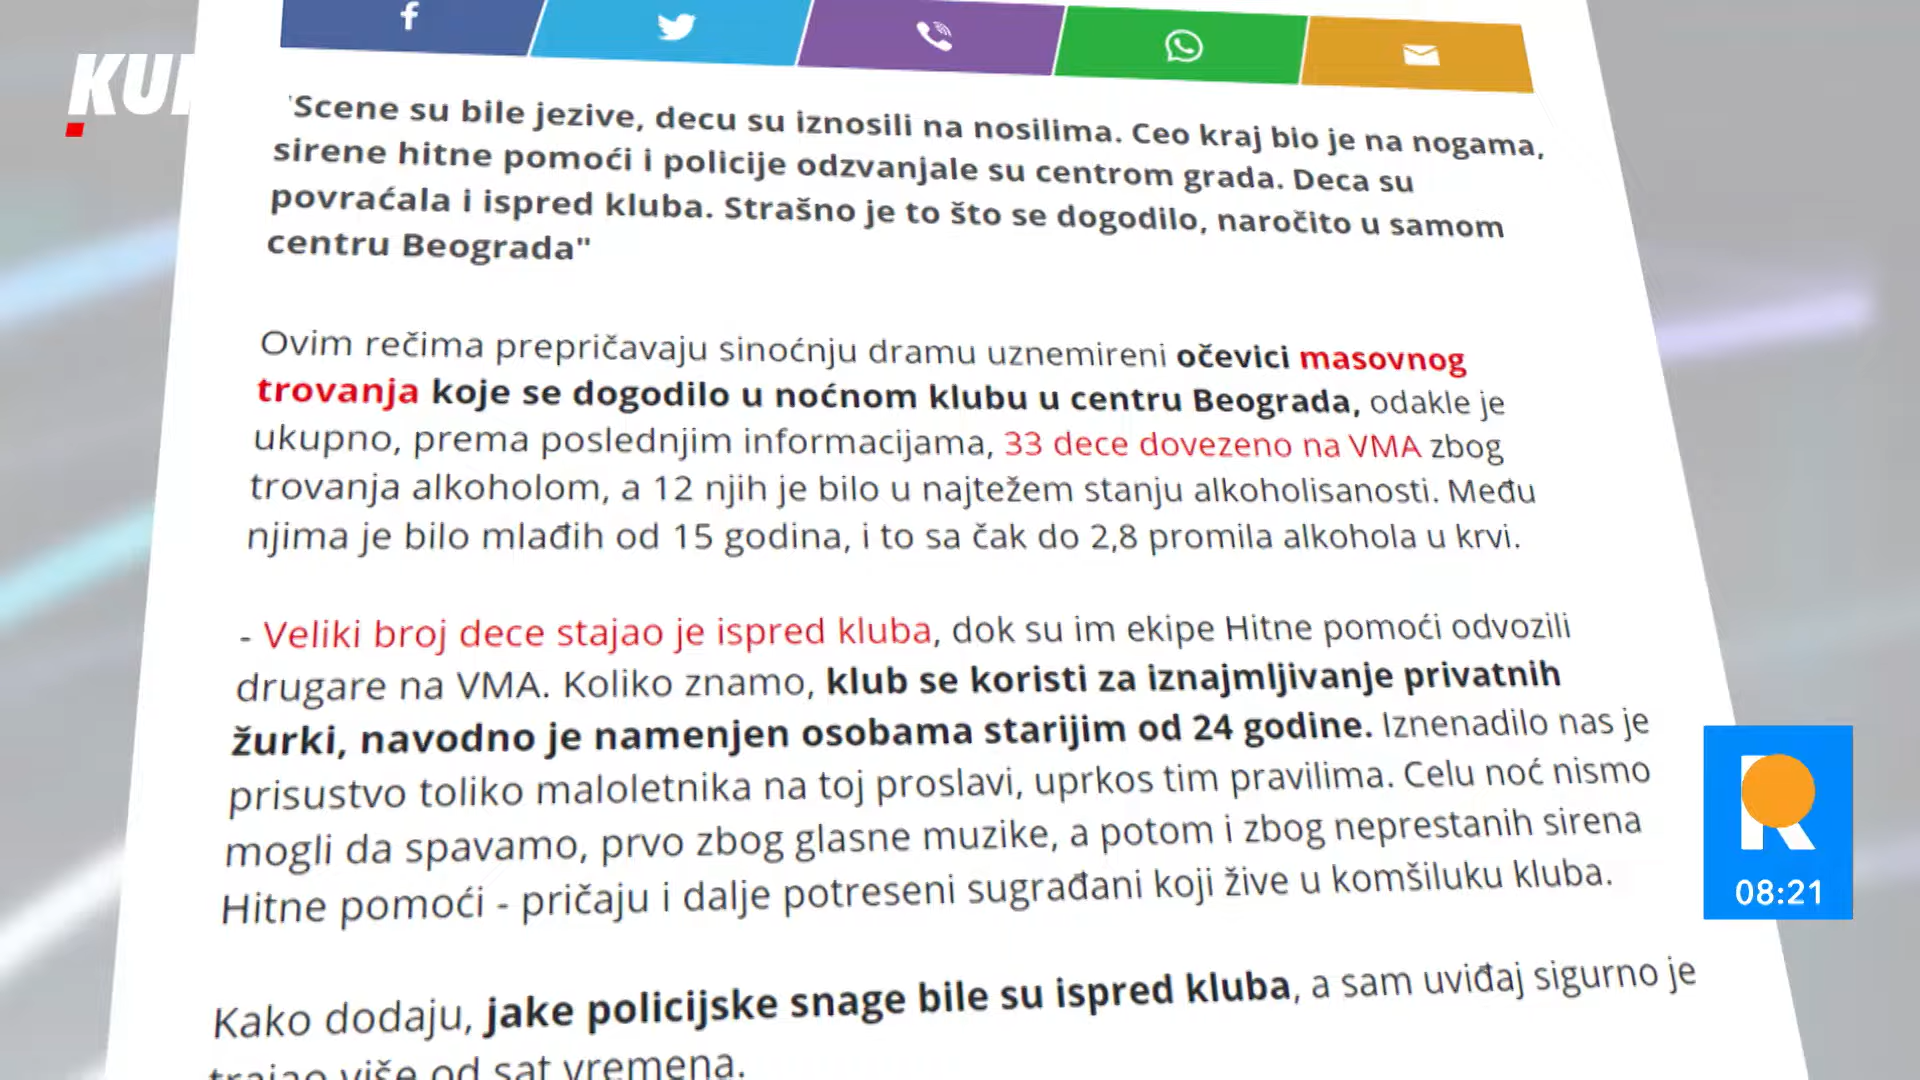 "Scene su bile jezive, decu su iznosili na nosilima. Ceo kraj bio je na nogama,
sirene hitne pomoći i policije odzvanjale su centrom grada. Deca su
povraćala i ispred kluba. Strašno je to što se dogodilo, naročito u samom
centru Beograda"
Ovim rečima prepričavaju sinoćnju dramu uznemireni očevici masovnog
trovanja koje se dogodilo u noćnom klubu u centru Beograda, odakle je
ukupno, prema poslednjim informacijama, 33 dece dovezeno na VMA zbog
trovanja alkoholom, a 12 njih je bilo u najtežem stanju alkoholisanosti. Među
njima je bilo mlađih od 15 godina, i to sa čak do 2,8 promila alkohola u krvi.
- Veliki broj dece stajao je ispred kluba, dok su im ekipe Hitne pomoći odvozili
drugare na VMA. Koliko znamo, klub se koristi za iznajmljivanje privatnih
žurki, navodno je namenjen osobama starijim od 24 godine. Iznenadilo nas je
prisustvo toliko maloletnika na toj proslavi, uprkos tim pravilima. Celu noć nismo
mogli da spavamo, prvo zbog glasne muzike, a potom i zbog neprestanih sirena
Hitne pomoći - pričaju i dalje potreseni sugrađani koji žive u komšiluku kluba.
08:21
Kako dodaju, jake policijske snage bile su ispred kluba, a sam uviđaj sigurno je
trajao više od sat vremena.